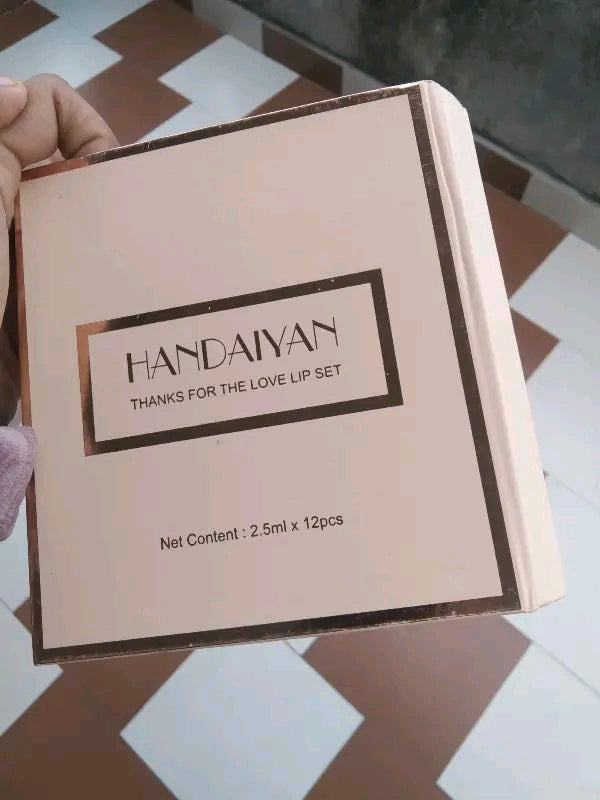 HANDAIYAN
THANKS FOR THE LOVE LIP SET
Net Content : 2.5ml x 12pcs